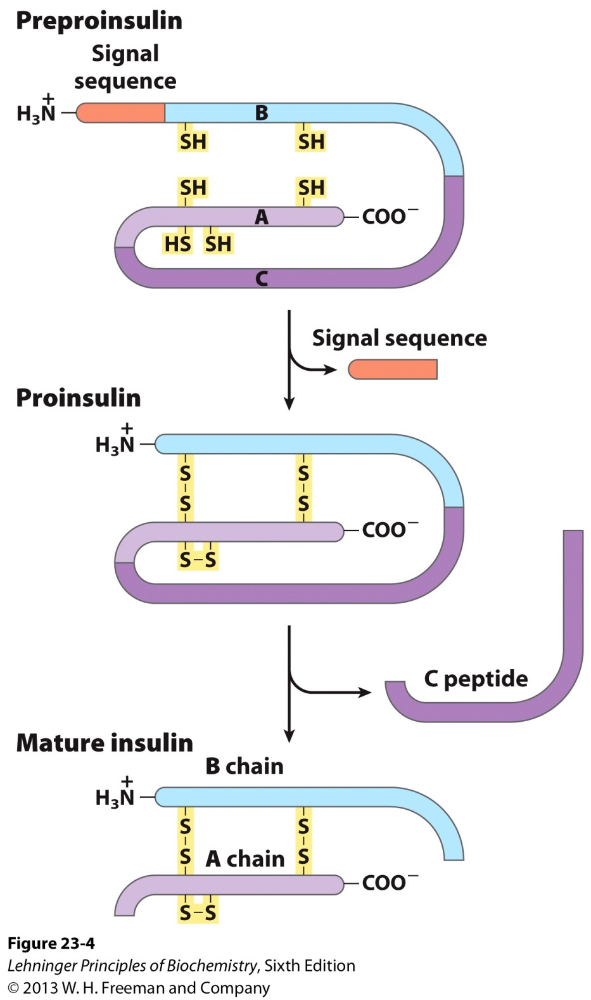 Preproinsulin
Signal
sequence
H₃N⁺
B
SH SH
SH SH
A
COO⁻
HS SH
C
Signal sequence
Proinsulin
H₃N⁺
S S
S S
COO⁻
S–S
C peptide
Mature insulin
B chain
H₃N⁺
S S
S A chain S
COO⁻
S–S
Figure 23-4
Lehninger Principles of Biochemistry, Sixth Edition
© 2013 W. H. Freeman and Company